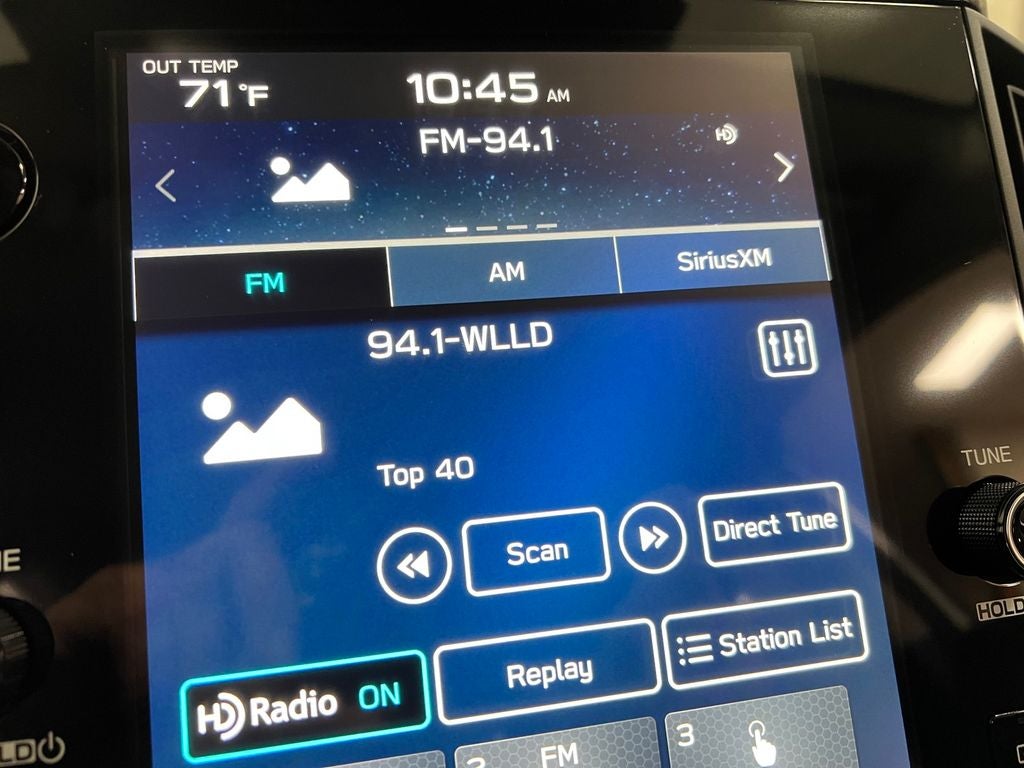 OUT TEMP
71°F
10:45 AM
FM-94.1
HD
FM
AM
SiriusXM
94.1-WLLD
Top 40
TUNE
Scan
Direct Tune
HOLD
HD Radio ON
Replay
Station List
FM
3